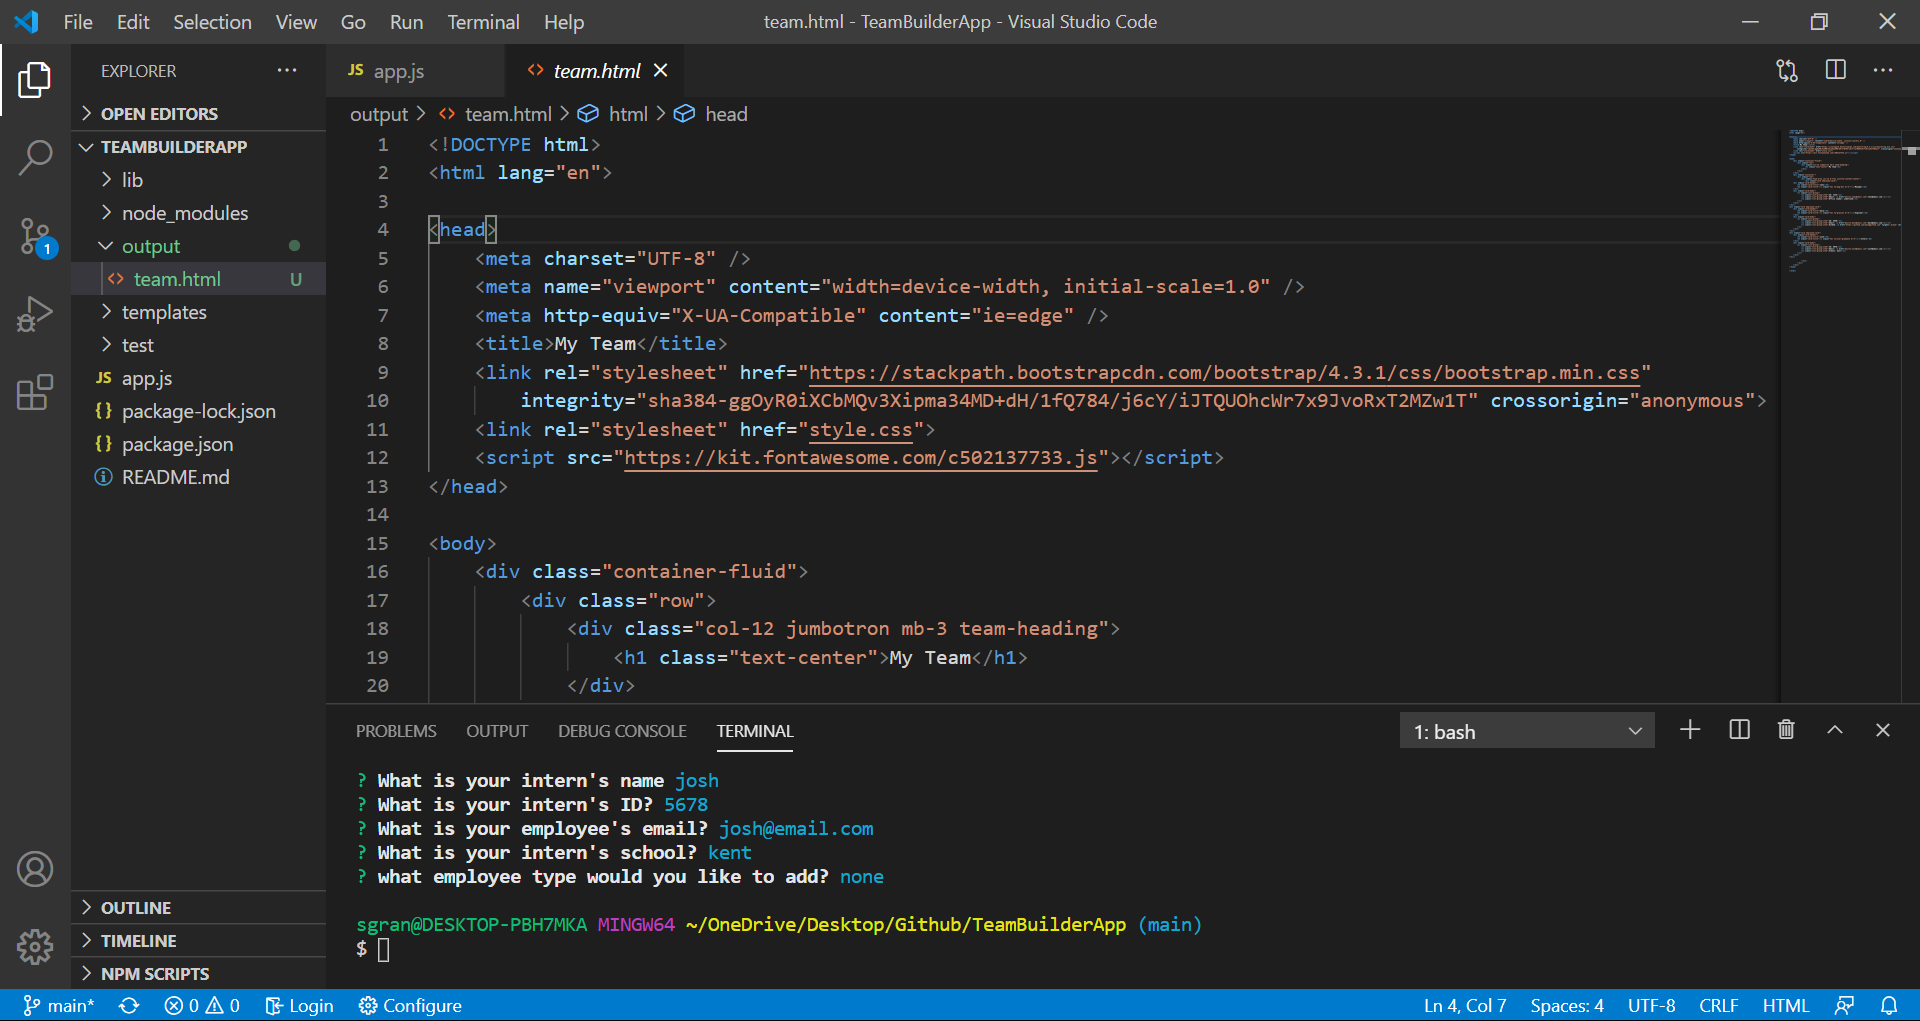 File Edit Selection View Go Run Terminal Help team.html - TeamBuilderApp - Visual Studio Code
EXPLORER
OPEN EDITORS
TEAMBUILDERAPP
lib
node_modules
output
<> team.html U
templates
test
JS app.js
{} package-lock.json
{} package.json
README.md
OUTLINE
TIMELINE
NPM SCRIPTS
1
JS app.js <> team.html
output > <> team.html > html > head
1 <!DOCTYPE html>
2 <html lang="en">
3
4 <head>
5 <meta charset="UTF-8" />
6 <meta name="viewport" content="width=device-width, initial-scale=1.0" />
7 <meta http-equiv="X-UA-Compatible" content="ie=edge" />
8 <title>My Team</title>
9 <link rel="stylesheet" href="https://stackpath.bootstrapcdn.com/bootstrap/4.3.1/css/bootstrap.min.css"
10 integrity="sha384-ggOyR0iXCbMQv3Xipma34MD+dH/1fQ784/j6cY/iJTQUOhcWr7x9JvoRxT2MZw1T" crossorigin="anonymous">
11 <link rel="stylesheet" href="style.css">
12 <script src="https://kit.fontawesome.com/c502137733.js"></script>
13 </head>
14
15 <body>
16 <div class="container-fluid">
17 <div class="row">
18 <div class="col-12 jumbotron mb-3 team-heading">
19 <h1 class="text-center">My Team</h1>
20 </div>
PROBLEMS OUTPUT DEBUG CONSOLE TERMINAL 1: bash
? What is your intern's name josh
? What is your intern's ID? 5678
? What is your employee's email? josh@email.com
? What is your intern's school? kent
? what employee type would you like to add? none
sgran@DESKTOP-PBH7MKA MINGW64 ~/OneDrive/Desktop/Github/TeamBuilderApp (main)
$
main* 0 0 Login Configure Ln 4, Col 7 Spaces: 4 UTF-8 CRLF HTML